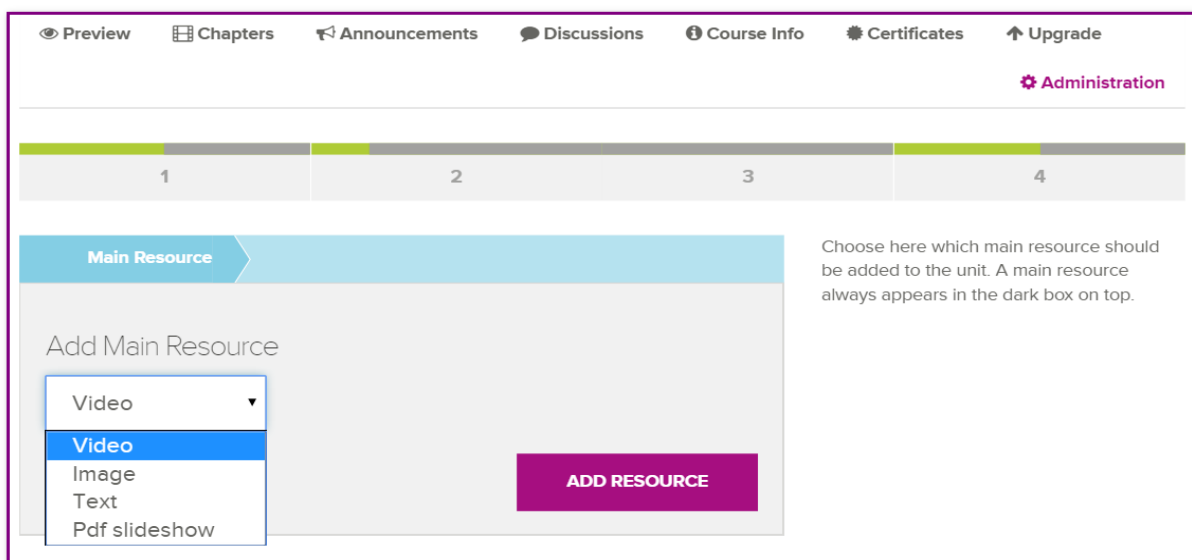 Preview Chapters Announcements Discussions Course Info Certificates Upgrade
Administration
1 2 3 4
Main Resource
Choose here which main resource should
be added to the unit. A main resource
always appears in the dark box on top.
Add Main Resource
Video
Video
Image
Text
Pdf slideshow
ADD RESOURCE